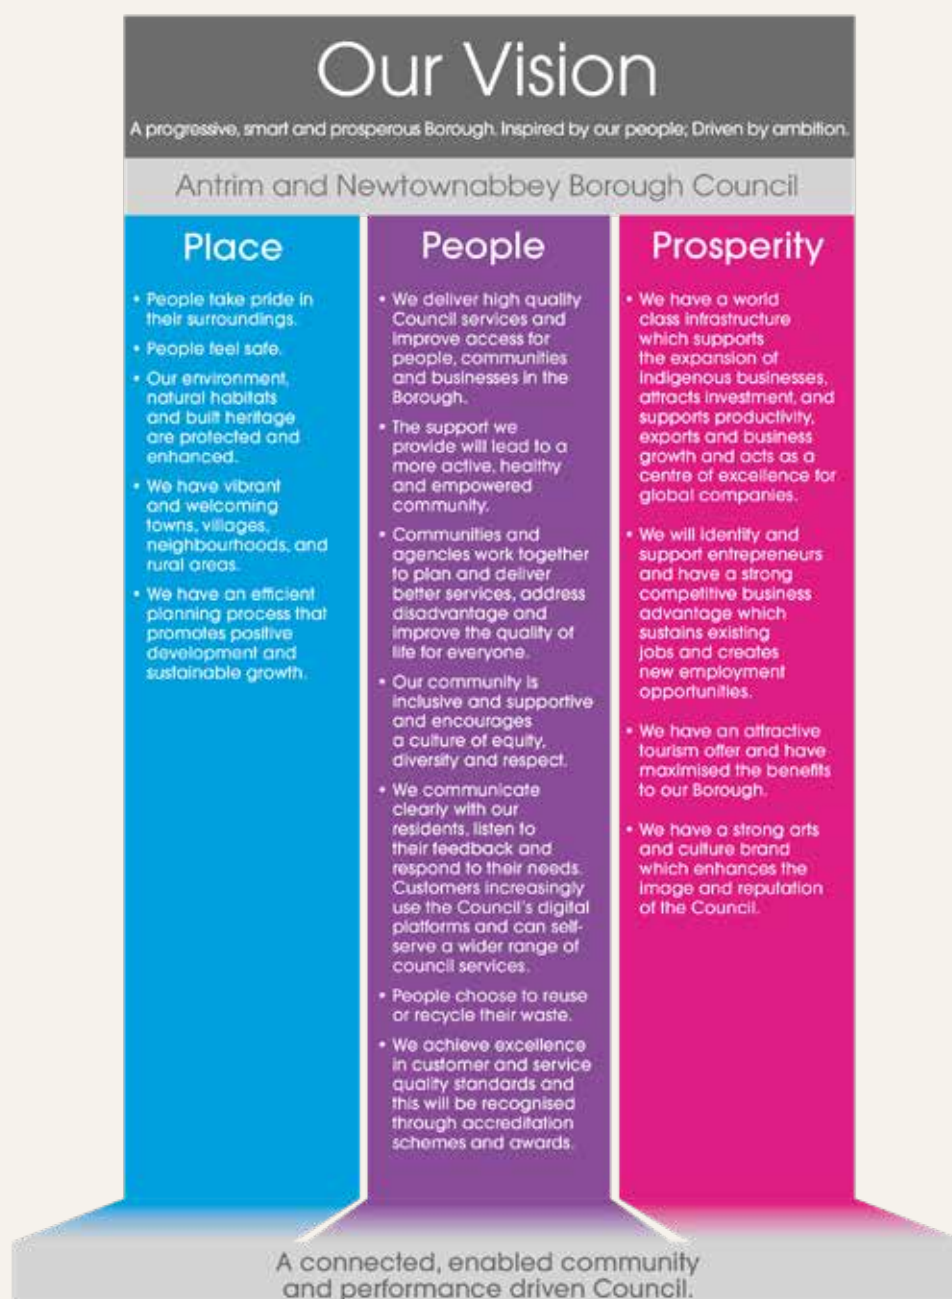 Our Vision
A progressive, smart and prosperous Borough. Inspired by our people; Driven by ambition.
Antrim and Newtownabbey Borough Council
Place
• People take pride in
their surroundings.
• People feel safe.
• Our environment,
natural habitats
and built heritage
are protected and
enhanced.
• We have vibrant
and welcoming
towns, villages,
neighbourhoods, and
rural areas.
• We have an efficient
planning process that
promotes positive
development and
sustainable growth.
People
• We deliver high quality
Council services and
improve access for
people, communities
and businesses in the
Borough.
• The support we
provide will lead to a
more active, healthy
and empowered
community.
• Communities and
agencies work together
to plan and deliver
better services, address
disadvantage and
improve the quality of
life for everyone.
• Our community is
inclusive and supportive
and encourages
a culture of equity,
diversity and respect.
• We communicate
clearly with our
residents, listen to
their feedback and
respond to their needs.
Customers increasingly
use the Council's digital
platforms and can self-
serve a wider range of
council services.
• People choose to reuse
or recycle their waste.
• We achieve excellence
in customer and service
quality standards and
this will be recognised
through accreditation
schemes and awards.
Prosperity
• We have a world
class infrastructure
which supports
the expansion of
indigenous businesses,
attracts investment, and
supports productivity,
exports and business
growth and acts as a
centre of excellence for
global companies.
• We will identify and
support entrepreneurs
and have a strong
competitive business
advantage which
sustains existing
jobs and creates
new employment
opportunities.
• We have an attractive
tourism offer and have
maximised the benefits
to our Borough.
• We have a strong arts
and culture brand
which enhances the
image and reputation
of the Council.
A connected, enabled community
and performance driven Council.